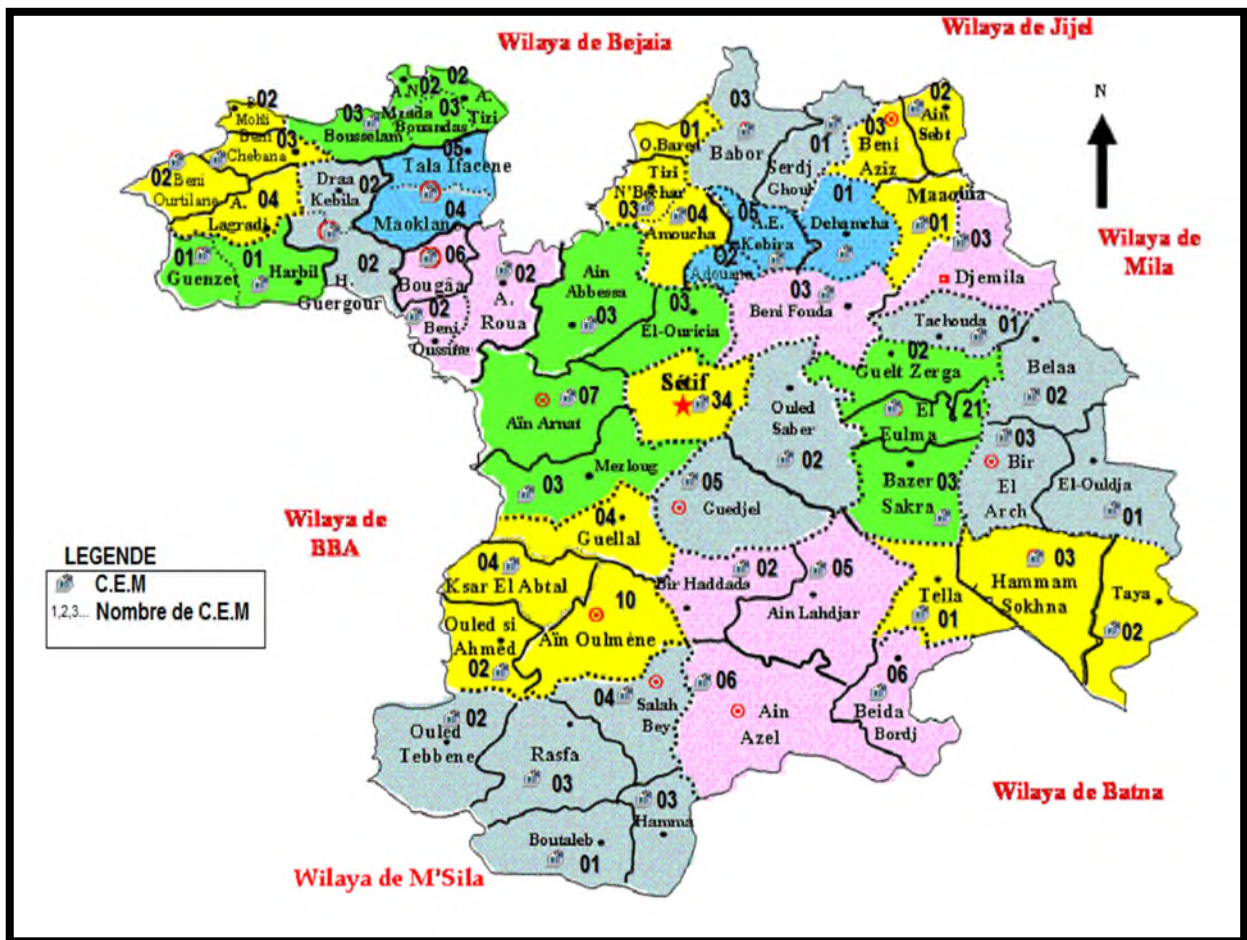 Wilaya de Bejaia
Wilaya de Jijel
N
02
A.N
02
Mzada
03
A.
Tizi
Bouandas
03
Bousselam
02
Beni
Chebana
03
02
Beni
Ourtilane
A.
04
Lagradj
Draa
02
Kebila
05
Tala Ifacene
Maoklane
04
01
Guenzet
01
Harbil
H.
02
Guergour
06
Bougâa
02
Beni
Oussine
02
A.
Roua
01
O.Bared
03
Babor
01
Serdj
Ghoul
03
Beni
Aziz
02
Ain
Sebt
Tizi
N'Bechar
03
04
Amoucha
05
A.E.
Kebira
02
Adouane
01
Dehamcha
Maaouia
01
03
Djemila
Wilaya de
Mila
Ain
Abbessa
03
03
El-Ouricia
03
Beni Fouda
Tachouda
01
02
Guelt Zerga
Belaa
02
Sétif
34
07
Aïn Arnat
Ouled
Saber
02
El
21
Eulma
03
Bir
El
Arch
El-Ouldja
01
Mezloug
03
05
Guedjel
Bazer
03
Sakra
Wilaya de
BBA
04
Guellal
LEGENDE
C.E.M
1,2,3... Nombre de C.E.M
04
Ksar El Abtal
02
Bir Haddada
05
Ain Lahdjar
Tella
01
03
Hammam
Sokhna
Taya
02
Ouled si
Ahmed
02
10
Aïn Oulmène
04
Salah
Bey
06
Ain
Azel
06
Beida
Bordj
02
Ouled
Tebbene
Rasfa
03
03
Hamma
Boutaleb
01
Wilaya de Batna
Wilaya de M'Sila